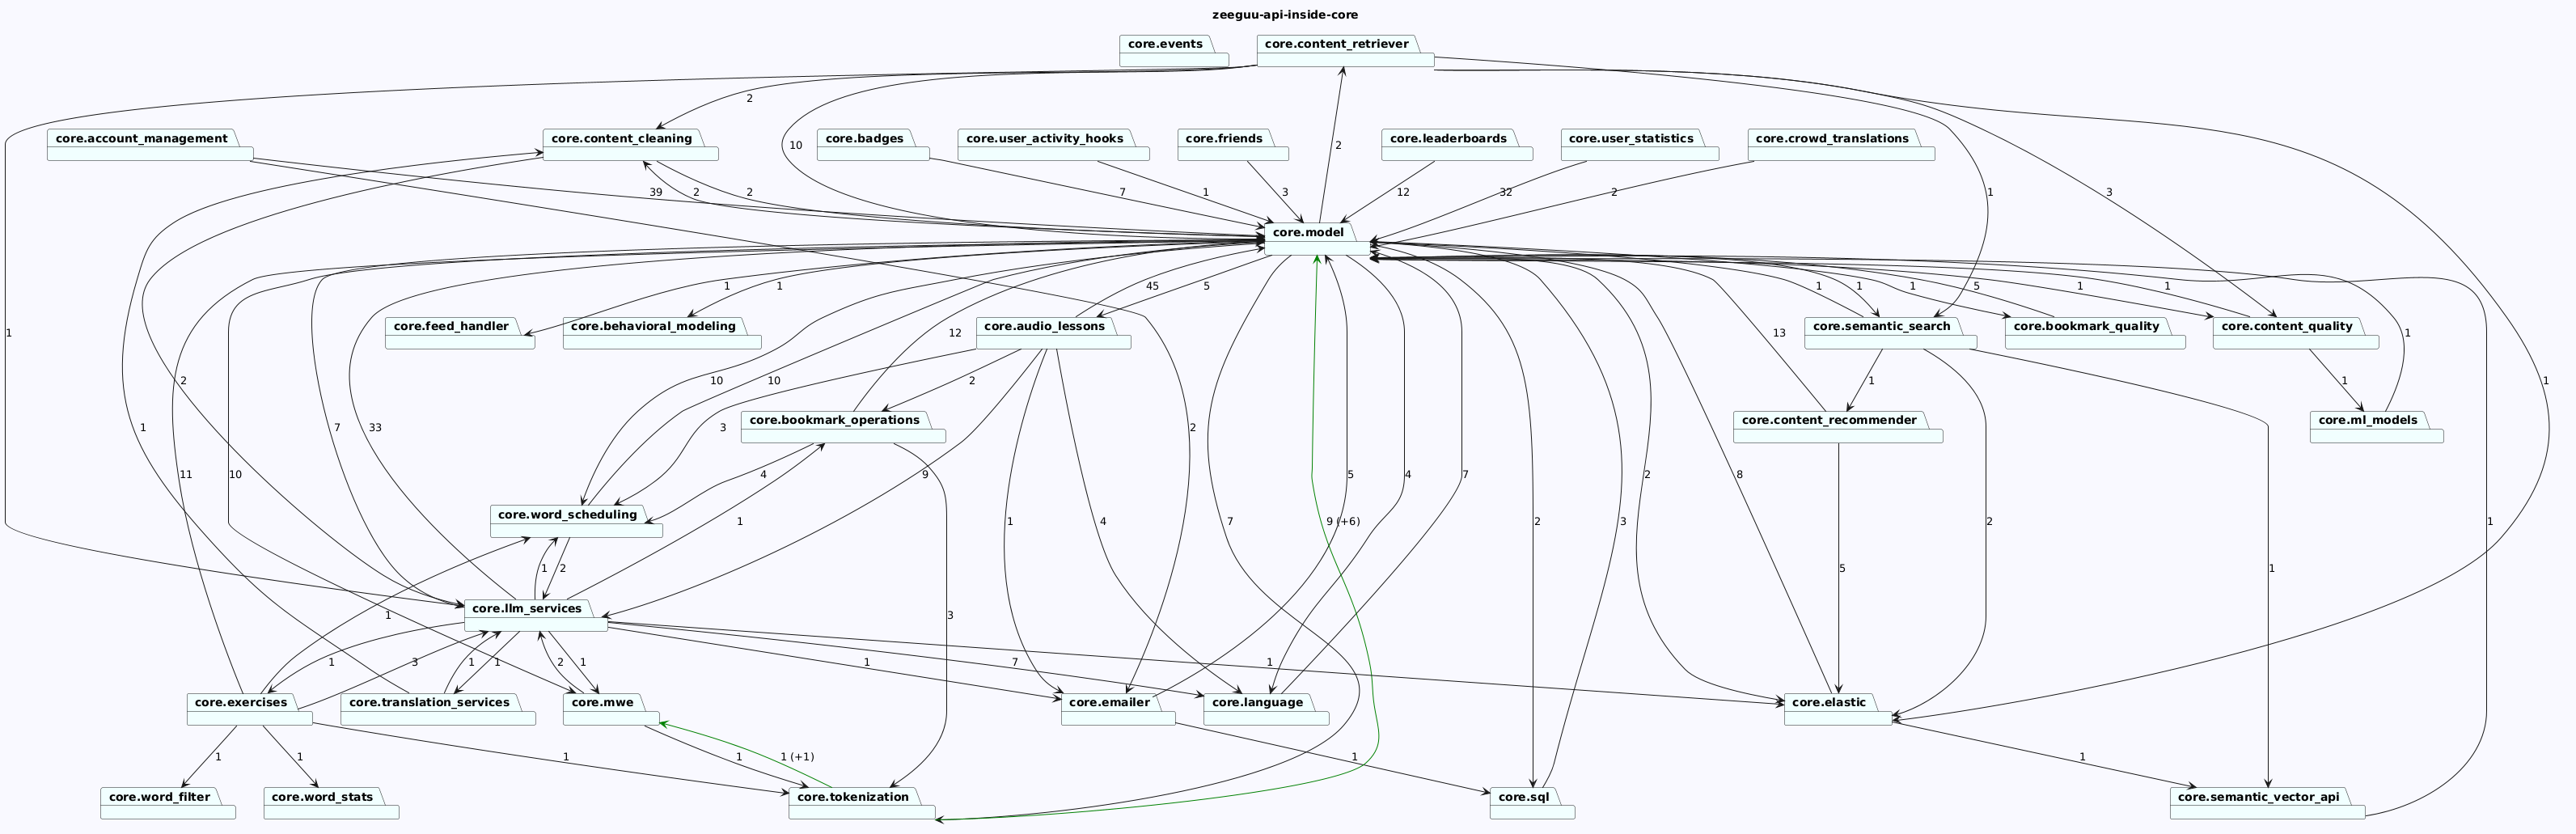 zeeguu-api-inside-core
core.events
core.content_retriever
2
core.account_management
core.content_cleaning
core.badges
core.user_activity_hooks
core.friends
core.leaderboards
core.user_statistics
core.crowd_translations
10
2
39
2
2
7
1
3
12
32
2
1
3
core.model
1
1
45
5
1
1
1
5
1
1
core.feed_handler
core.behavioral_modeling
core.audio_lessons
core.semantic_search
core.bookmark_quality
core.content_quality
1
12
13
1
2
10
10
2
1
1
1
core.bookmark_operations
core.content_recommender
core.ml_models
1
7
33
3
2
11
10
4
9
5
4
7
8
2
core.word_scheduling
1
4
1
9 (+6)
7
2
3
2
1
1
2
5
1
core.llm_services
1
3
1
3
1
1
2
1
1
7
1
core.exercises
core.translation_services
core.mwe
core.emailer
core.language
core.elastic
1
1
1
1
1 (+1)
1
1
core.word_filter
core.word_stats
core.tokenization
core.sql
core.semantic_vector_api